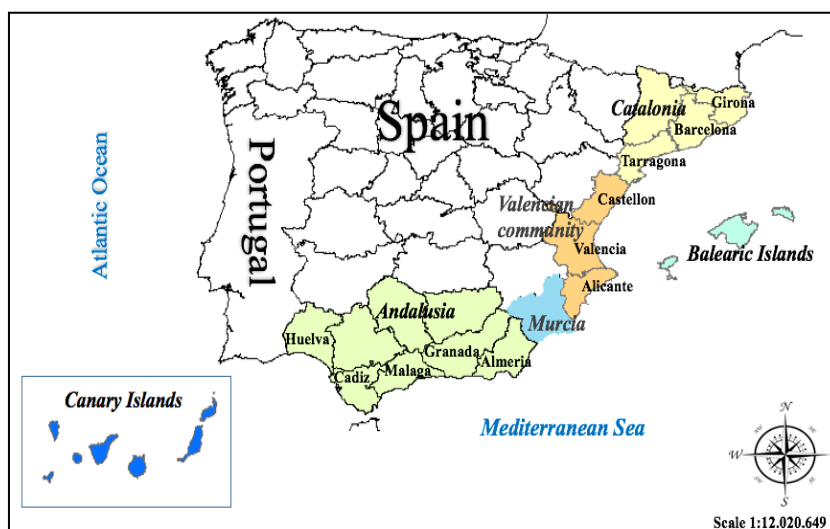 Spain
Portugal
Atlantic Ocean
Catalonia
Girona
Barcelona
Tarragona
Castellon
Valencian
community
Valencia
Balearic Islands
Alicante
Andalusia
Murcia
Huelva
Granada
Almeria
Malaga
Cadiz
Canary Islands
Mediterranean Sea
N
W
E
S
Scale 1:12.020.649